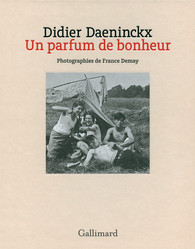 Didier Daeninckx
Un parfum de bonheur
Photographies de France Demay
Gallimard